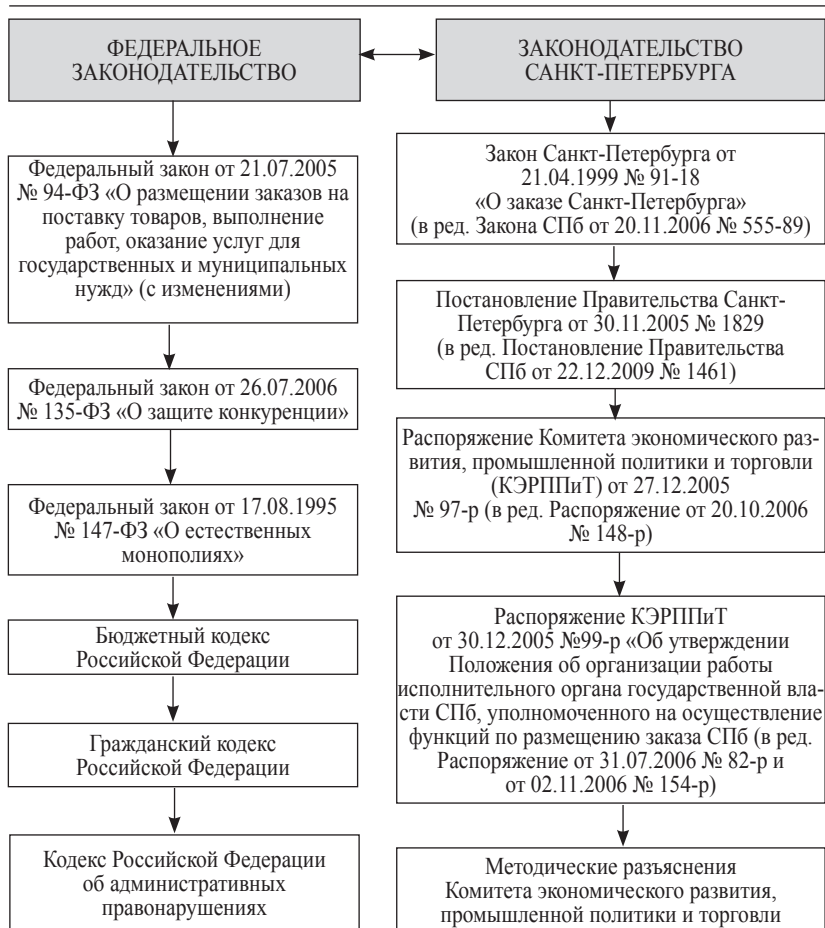 ФЕДЕРАЛЬНОЕ
ЗАКОНОДАТЕЛЬСТВО
Федеральный закон от 21.07.2005
№ 94-ФЗ «О размещении заказов на
поставку товаров, выполнение
работ, оказание услуг для
государственных и муниципальных
нужд» (с изменениями)
Федеральный закон от 26.07.2006
№ 135-ФЗ «О защите конкуренции»
Федеральный закон от 17.08.1995
№ 147-ФЗ «О естественных
монополиях»
Бюджетный кодекс
Российской Федерации
Гражданский кодекс
Российской Федерации
Кодекс Российской Федерации
об административных
правонарушениях
ЗАКОНОДАТЕЛЬСТВО
САНКТ-ПЕТЕРБУРГА
Закон Санкт-Петербурга от
21.04.1999 № 91-18
«О заказе Санкт-Петербурга»
(в ред. Закона СПб от 20.11.2006 № 555-89)
Постановление Правительства Санкт-
Петербурга от 30.11.2005 № 1829
(в ред. Постановление Правительства
СПб от 22.12.2009 № 1461)
Распоряжение Комитета экономического раз-
вития, промышленной политики и торговли
(КЭРППиТ) от 27.12.2005
№ 97-р (в ред. Распоряжение от 20.10.2006
№ 148-р)
Распоряжение КЭРППиТ
от 30.12.2005 №99-р «Об утверждении
Положения об организации работы
исполнительного органа государственной вла-
сти СПб, уполномоченного на осуществление
функций по размещению заказа СПб (в ред.
Распоряжение от 31.07.2006 № 82-р и
от 02.11.2006 № 154-р)
Методические разъяснения
Комитета экономического развития,
промышленной политики и торговли